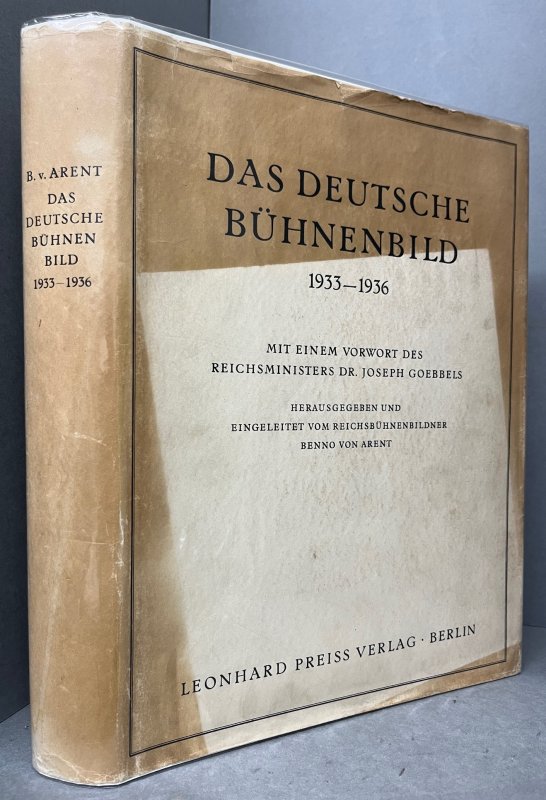 B. v. ARENT
DAS
DEUTSCHE
BÜHNEN
BILD
1933–1936
DAS DEUTSCHE
BÜHNENBILD
1933–1936
MIT EINEM VORWORT DES
REICHSMINISTERS DR. JOSEPH GOEBBELS
HERAUSGEGEBEN UND
EINGELEITET VOM REICHSBÜHNENBILDNER
BENNO VON ARENT
LEONHARD PREISS VERLAG · BERLIN